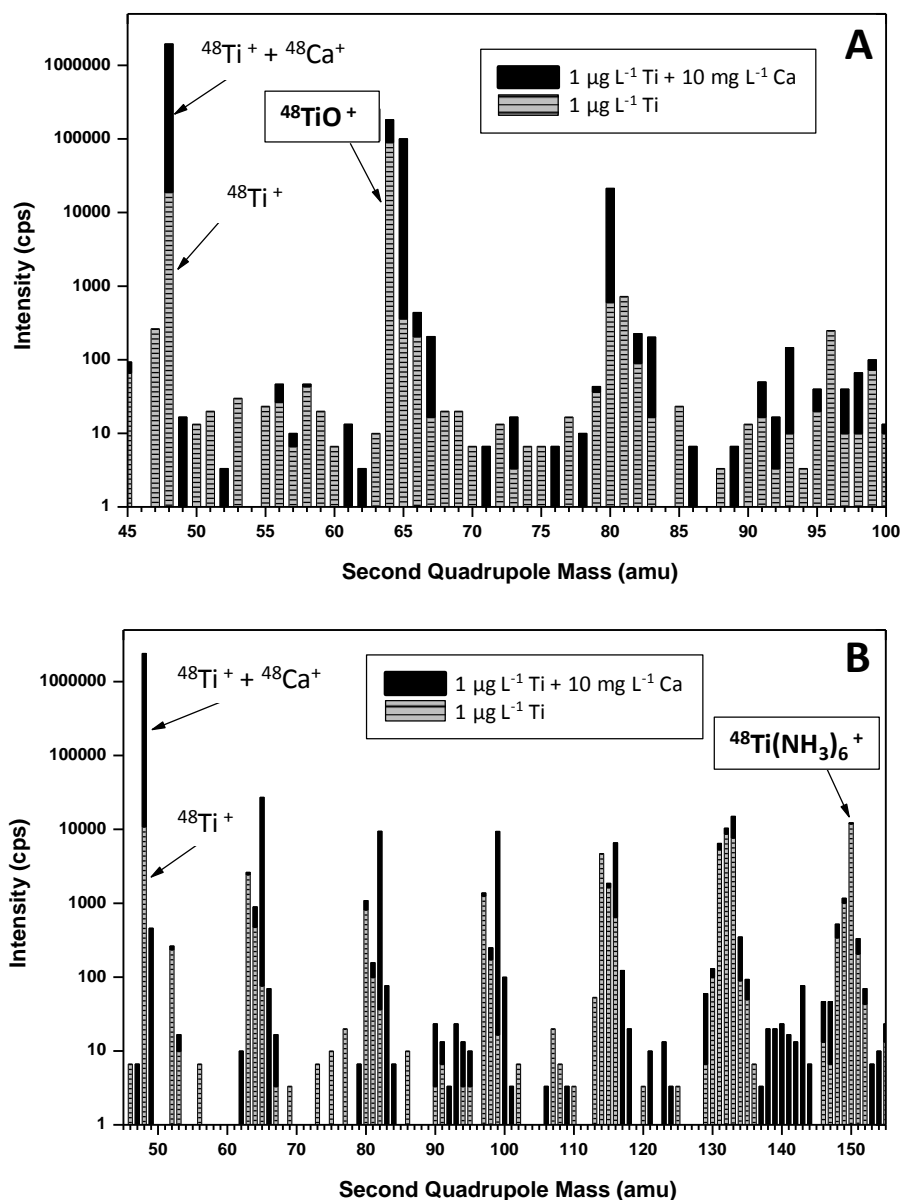 A
⁴⁸Ti⁺ + ⁴⁸Ca⁺
⁴⁸TiO⁺
⁴⁸Ti⁺
1 µg L⁻¹ Ti + 10 mg L⁻¹ Ca
1 µg L⁻¹ Ti
Intensity (cps)
1000000
100000
10000
1000
100
10
1
45 50 55 60 65 70 75 80 85 90 95 100
Second Quadrupole Mass (amu)
B
⁴⁸Ti⁺ + ⁴⁸Ca⁺
⁴⁸Ti⁺
1 µg L⁻¹ Ti + 10 mg L⁻¹ Ca
1 µg L⁻¹ Ti
⁴⁸Ti(NH₃)₆⁺
Intensity (cps)
1000000
100000
10000
1000
100
10
1
50 60 70 80 90 100 110 120 130 140 150
Second Quadrupole Mass (amu)